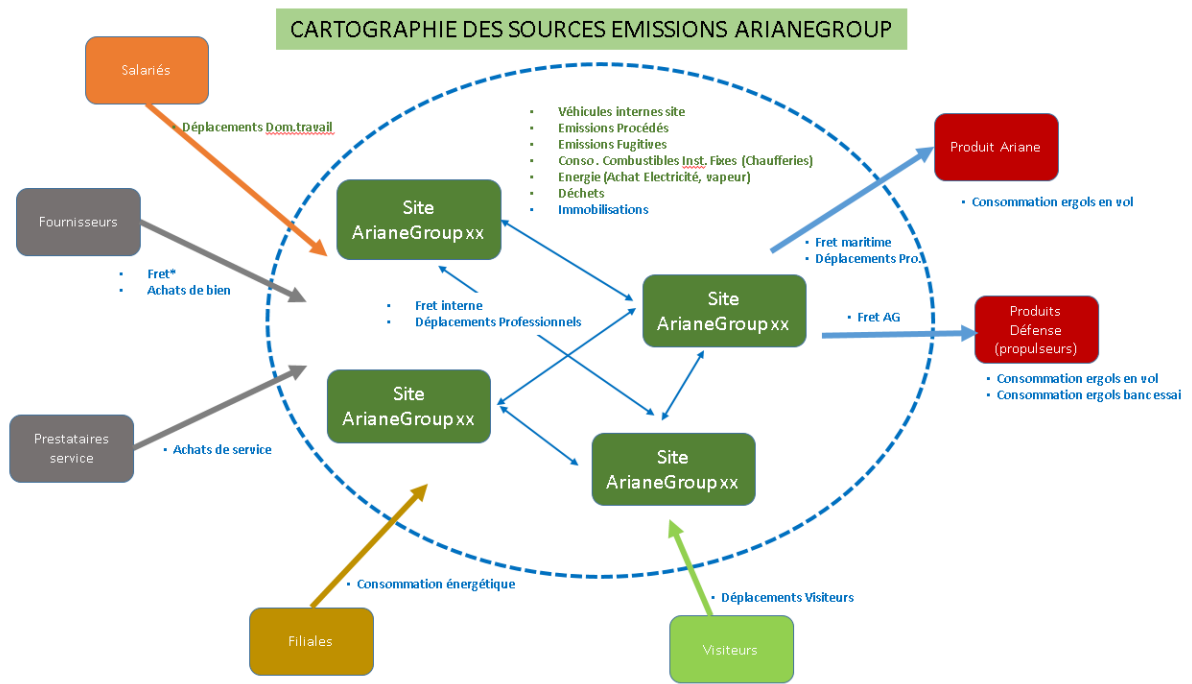 CARTOGRAPHIE DES SOURCES EMISSIONS ARIANEGROUP
Salariés
• Déplacements Dom.travail
▪ Véhicules internes site
▪ Emissions Procédés
▪ Emissions Fugitives
▪ Conso. Combustibles Inst. Fixes (Chaufferies)
▪ Energie (Achat Electricité, vapeur)
▪ Déchets
▪ Immobilisations
Produit Ariane
• Consommation ergols en vol
Fournisseurs
• Fret*
• Achats de bien
Site
ArianeGroup xx
• Fret maritime
• Déplacements Pro.
• Fret interne
• Déplacements Professionnels
Site
ArianeGroup xx
• Fret AG
Produits
Défense
(propulseurs)
• Consommation ergols en vol
• Consommation ergols banc essai
Site
ArianeGroup xx
Prestataires
service
• Achats de service
Site
ArianeGroup xx
• Consommation énergétique
• Déplacements Visiteurs
Filiales
Visiteurs